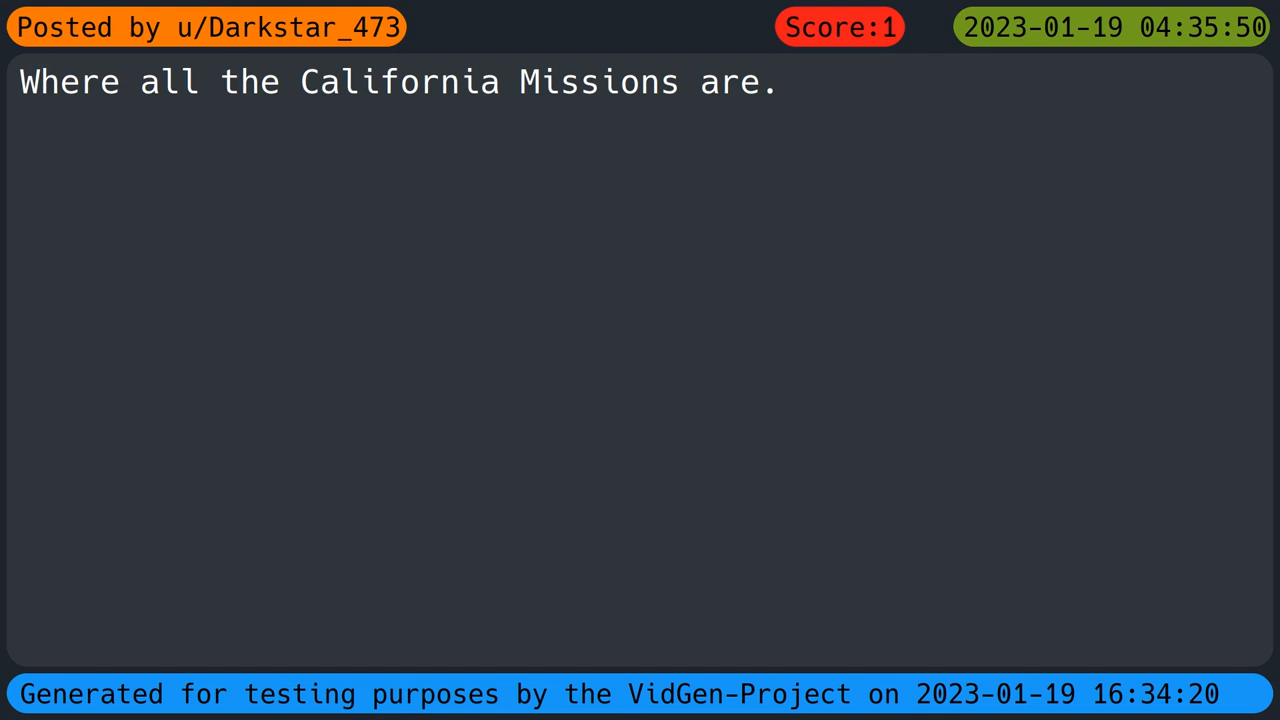 Posted by u/Darkstar_473 Score:1 2023-01-19 04:35:50
Where all the California Missions are.
Generated for testing purposes by the VidGen-Project on 2023-01-19 16:34:20